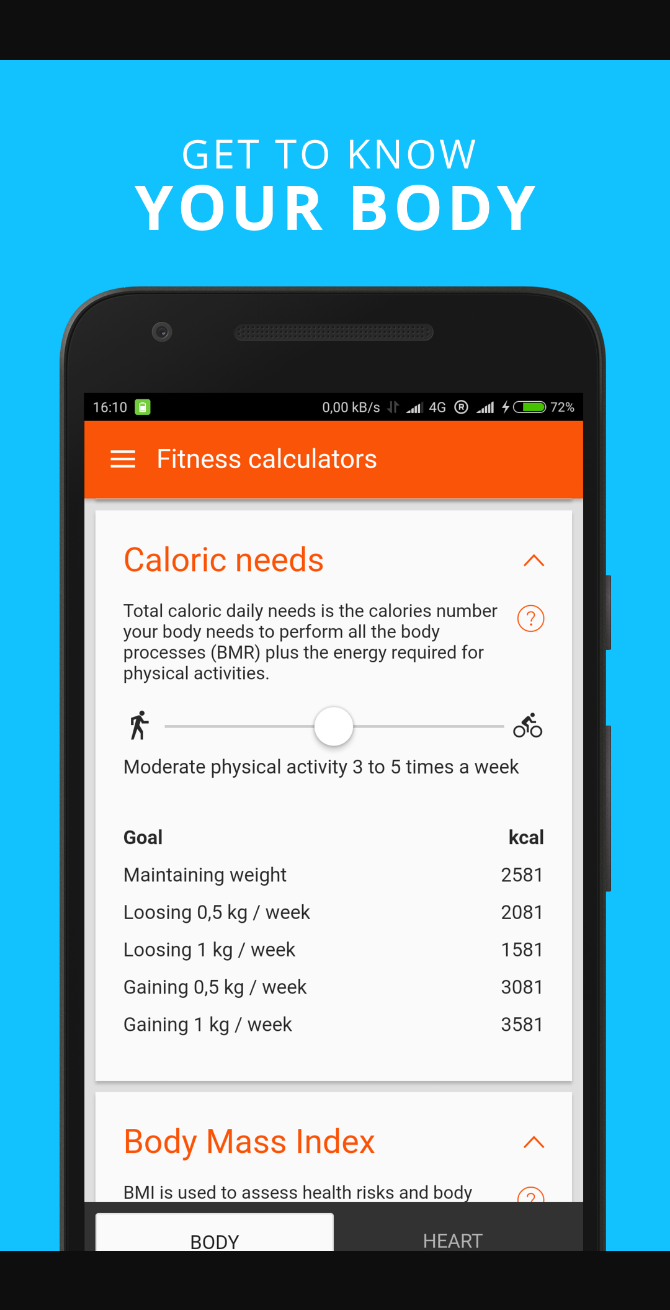 GET TO KNOW
YOUR BODY
16:10
0,00 kB/s 4G R 72%
Fitness calculators
Caloric needs
Total caloric daily needs is the calories number
your body needs to perform all the body
processes (BMR) plus the energy required for
physical activities.
?
Moderate physical activity 3 to 5 times a week
Goal kcal
Maintaining weight 2581
Loosing 0,5 kg / week 2081
Loosing 1 kg / week 1581
Gaining 0,5 kg / week 3081
Gaining 1 kg / week 3581
Body Mass Index
BMI is used to assess health risks and body
?
BODY HEART